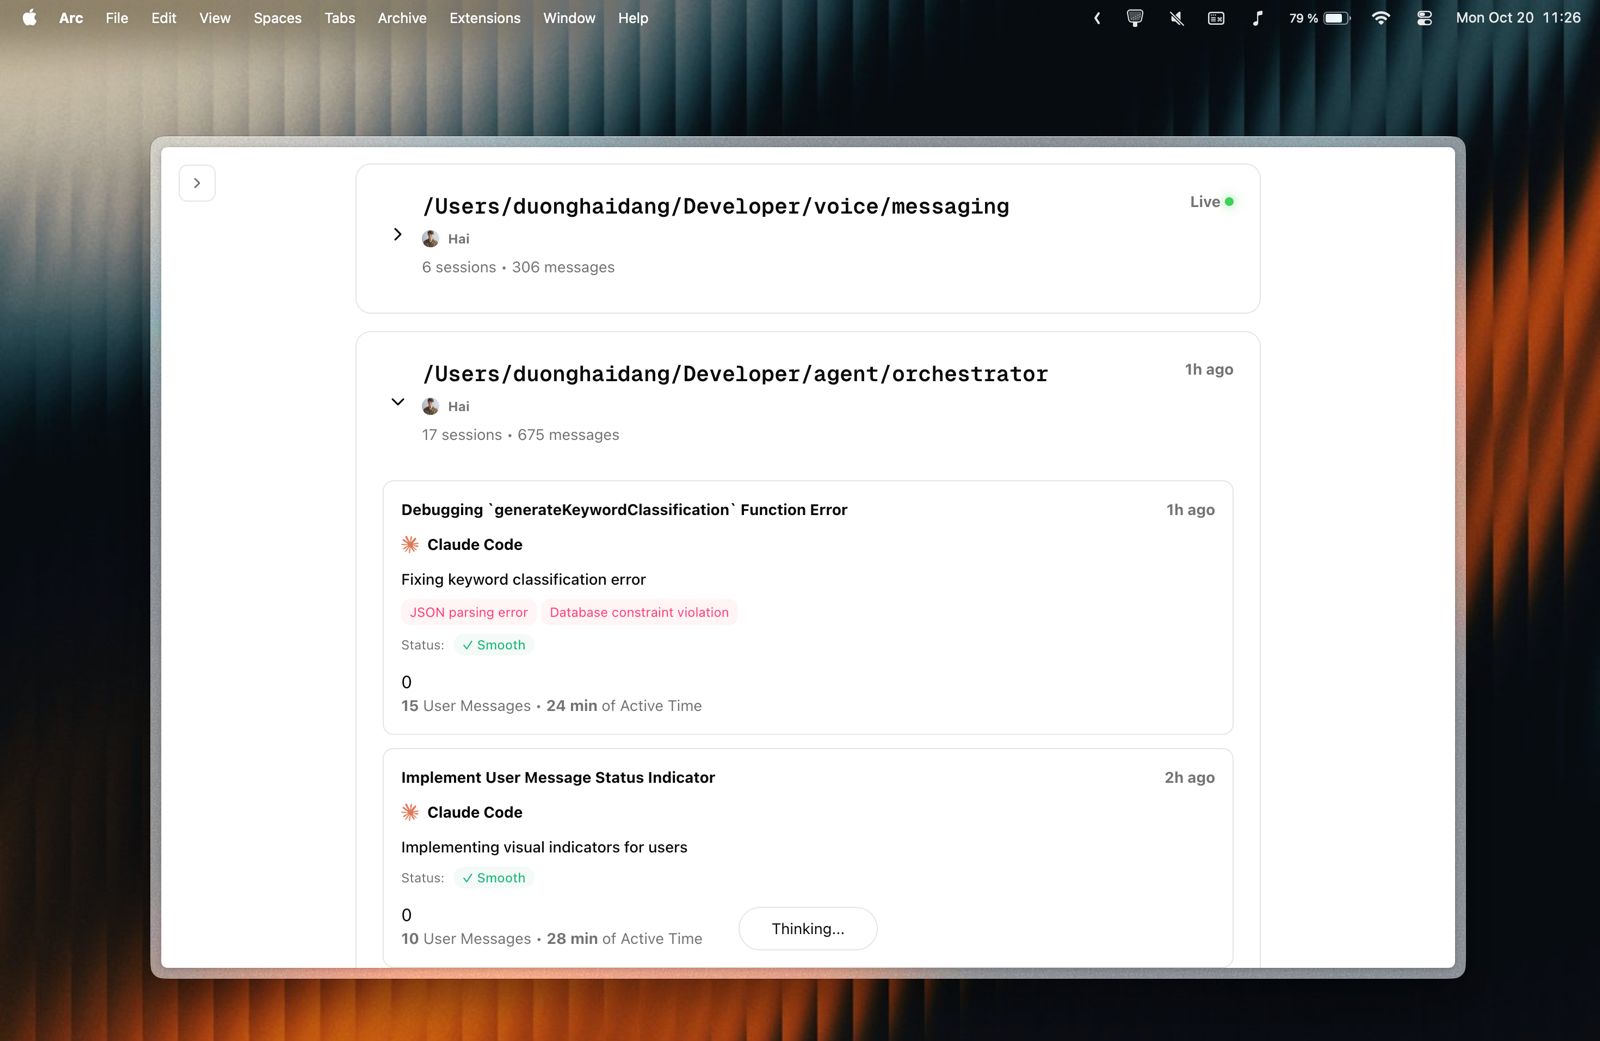 Arc File Edit View Spaces Tabs Archive Extensions Window Help 79 % Mon Oct 20 11:26
/Users/duonghaidang/Developer/voice/messaging Live
Hai
6 sessions • 306 messages
/Users/duonghaidang/Developer/agent/orchestrator 1h ago
Hai
17 sessions • 675 messages
Debugging `generateKeywordClassification` Function Error 1h ago
Claude Code
Fixing keyword classification error
JSON parsing error Database constraint violation
Status: ✓ Smooth
0
15 User Messages • 24 min of Active Time
Implement User Message Status Indicator 2h ago
Claude Code
Implementing visual indicators for users
Status: ✓ Smooth
0
10 User Messages • 28 min of Active Time
Thinking...